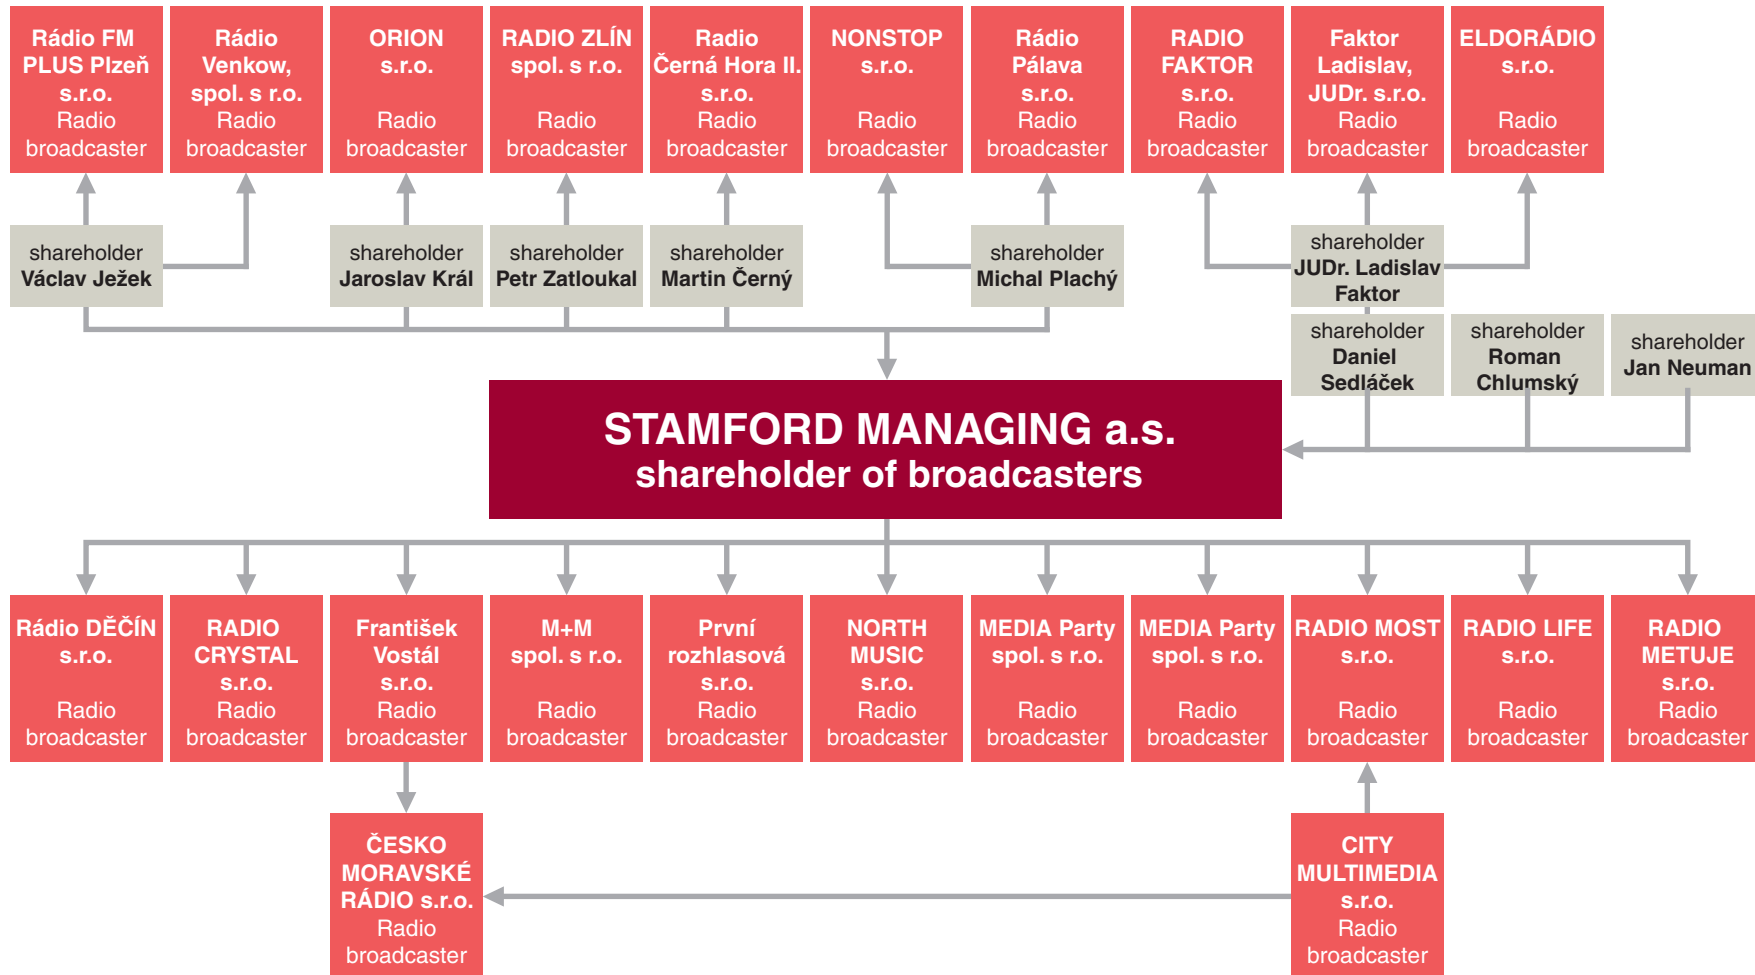 Rádio FM
PLUS Plzeň
s.r.o.
Radio
broadcaster
Rádio
Venkow,
spol. s r.o.
Radio
broadcaster
ORION
s.r.o.
Radio
broadcaster
RADIO ZLÍN
spol. s r.o.
Radio
broadcaster
Radio
Černá Hora II.
s.r.o.
Radio
broadcaster
NONSTOP
s.r.o.
Radio
broadcaster
Rádio
Pálava
s.r.o.
Radio
broadcaster
RADIO
FAKTOR
s.r.o.
Radio
broadcaster
Faktor
Ladislav,
JUDr. s.r.o.
Radio
broadcaster
ELDORÁDIO
s.r.o.
Radio
broadcaster
shareholder
Václav Ježek
shareholder
Jaroslav Král
shareholder
Petr Zatloukal
shareholder
Martin Černý
shareholder
Michal Plachý
shareholder
JUDr. Ladislav
Faktor
shareholder
Daniel
Sedláček
shareholder
Roman
Chlumský
shareholder
Jan Neuman
STAMFORD MANAGING a.s.
shareholder of broadcasters
Rádio DĚČÍN
s.r.o.
Radio
broadcaster
RADIO
CRYSTAL
s.r.o.
Radio
broadcaster
František
Vostál
s.r.o.
Radio
broadcaster
M+M
spol. s r.o.
Radio
broadcaster
První
rozhlasová
s.r.o.
Radio
broadcaster
NORTH
MUSIC
s.r.o.
Radio
broadcaster
MEDIA Party
spol. s r.o.
Radio
broadcaster
MEDIA Party
spol. s r.o.
Radio
broadcaster
RADIO MOST
s.r.o.
Radio
broadcaster
RADIO LIFE
s.r.o.
Radio
broadcaster
RADIO
METUJE
s.r.o.
Radio
broadcaster
ČESKO
MORAVSKÉ
RÁDIO s.r.o.
Radio
broadcaster
CITY
MULTIMEDIA
s.r.o.
Radio
broadcaster